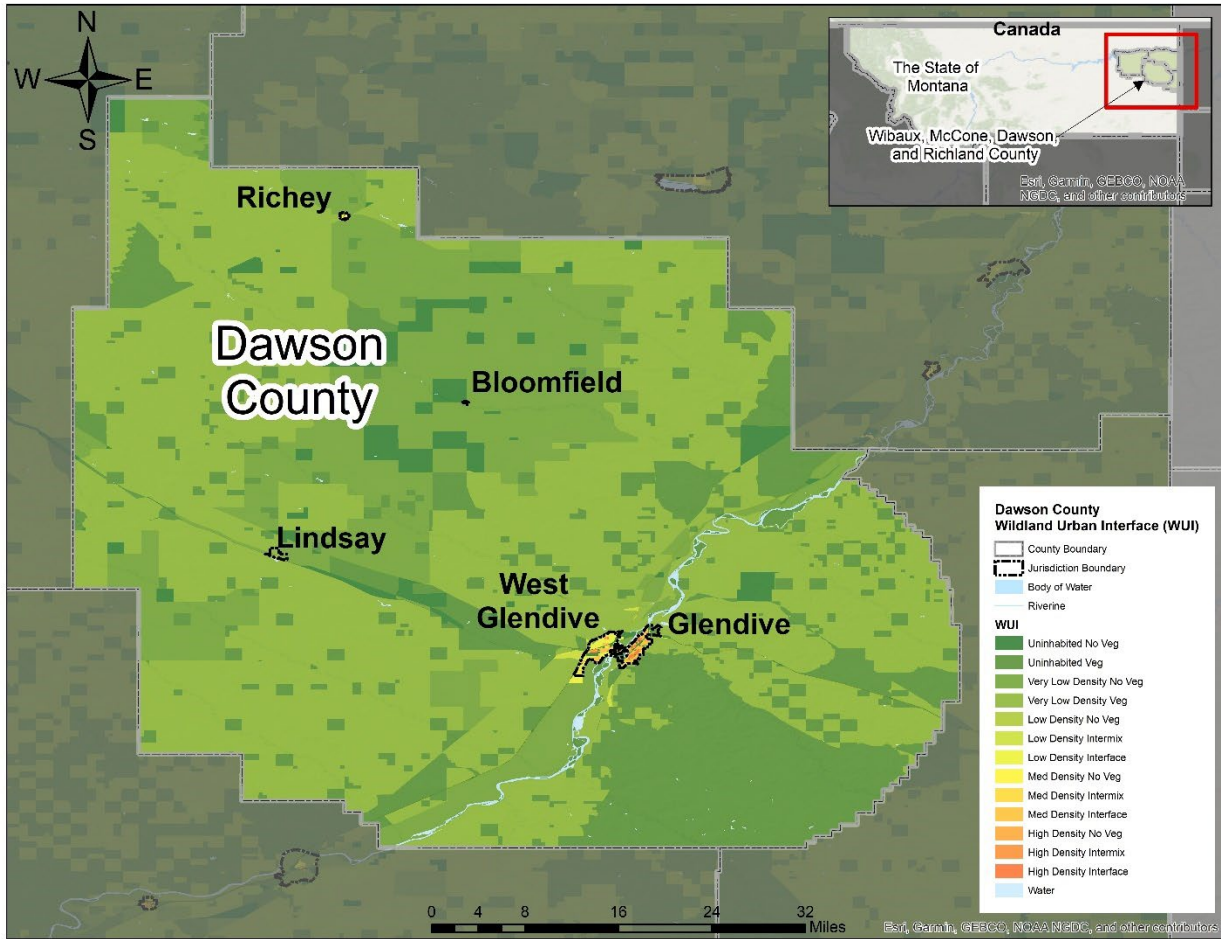 N
W E
S
Canada
The State of
Montana
Wibaux, McCone, Dawson,
and Richland County
Esri, Garmin, GEBCO, NOAA
NGDC, and other contributors
Richey
Dawson
County
Bloomfield
Lindsay
West
Glendive
Glendive
Dawson County
Wildland Urban Interface (WUI)
County Boundary
Jurisdiction Boundary
Body of Water
Riverine
WUI
Uninhabited No Veg
Uninhabited Veg
Very Low Density No Veg
Very Low Density Veg
Low Density No Veg
Low Density Intermix
Low Density Interface
Med Density No Veg
Med Density Intermix
Med Density Interface
High Density No Veg
High Density Intermix
High Density Interface
Water
0 4 8 16 24 32
Miles
Esri, Garmin, GEBCO, NOAA NGDC, and other contributors